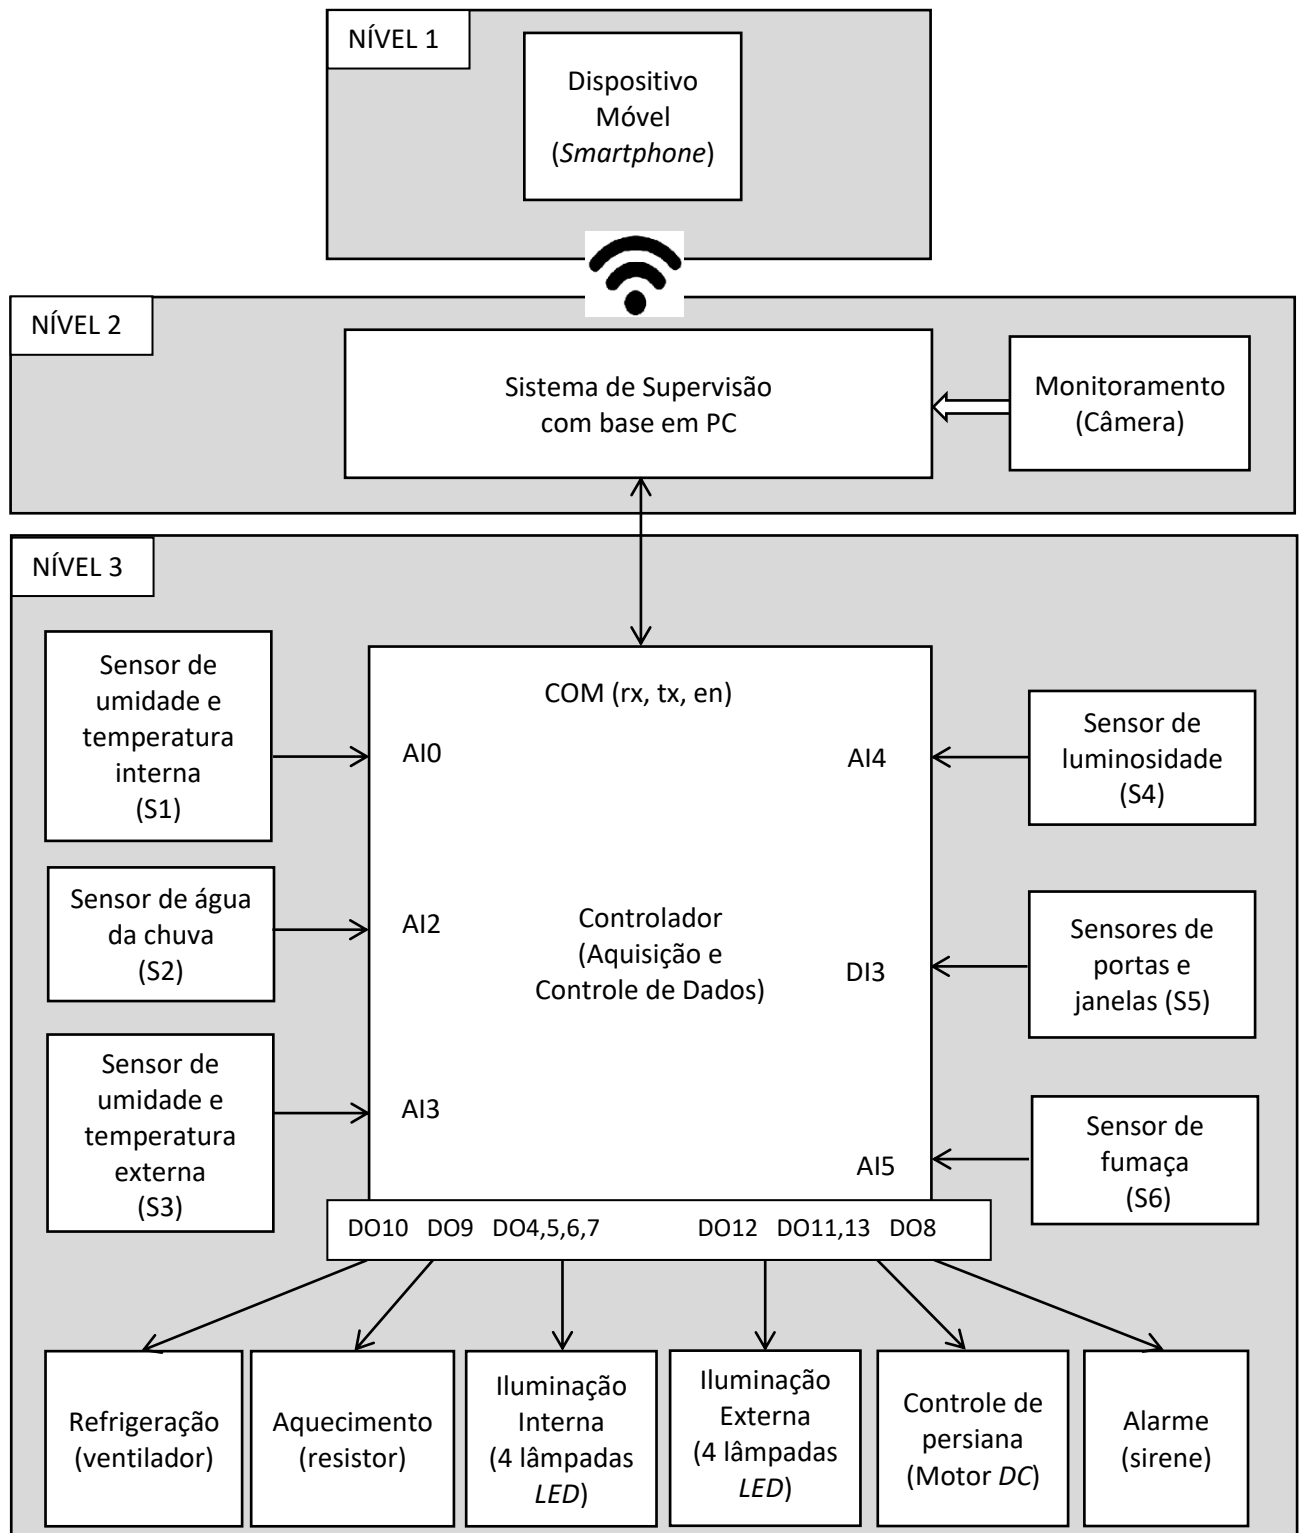 NÍVEL 1
Dispositivo
Móvel
(Smartphone)
NÍVEL 2
Sistema de Supervisão
com base em PC
Monitoramento
(Câmera)
NÍVEL 3
Sensor de
umidade e
temperatura
interna
(S1)
Sensor de água
da chuva
(S2)
Sensor de
umidade e
temperatura
externa
(S3)
COM (rx, tx, en)
AI0
AI2
AI3
Controlador
(Aquisição e
Controle de Dados)
AI4
DI3
AI5
Sensor de
luminosidade
(S4)
Sensores de
portas e
janelas (S5)
Sensor de
fumaça
(S6)
DO10 DO9 DO4,5,6,7 DO12 DO11,13 DO8
Refrigeração
(ventilador)
Aquecimento
(resistor)
Iluminação
Interna
(4 lâmpadas
LED)
Iluminação
Externa
(4 lâmpadas
LED)
Controle de
persiana
(Motor DC)
Alarme
(sirene)